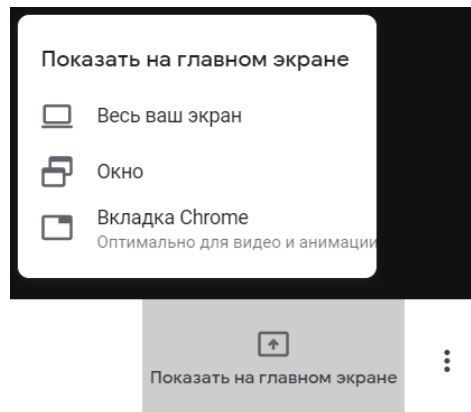 Показать на главном экране
Весь ваш экран
Окно
Вкладка Chrome
Оптимально для видео и анимации
Показать на главном экране